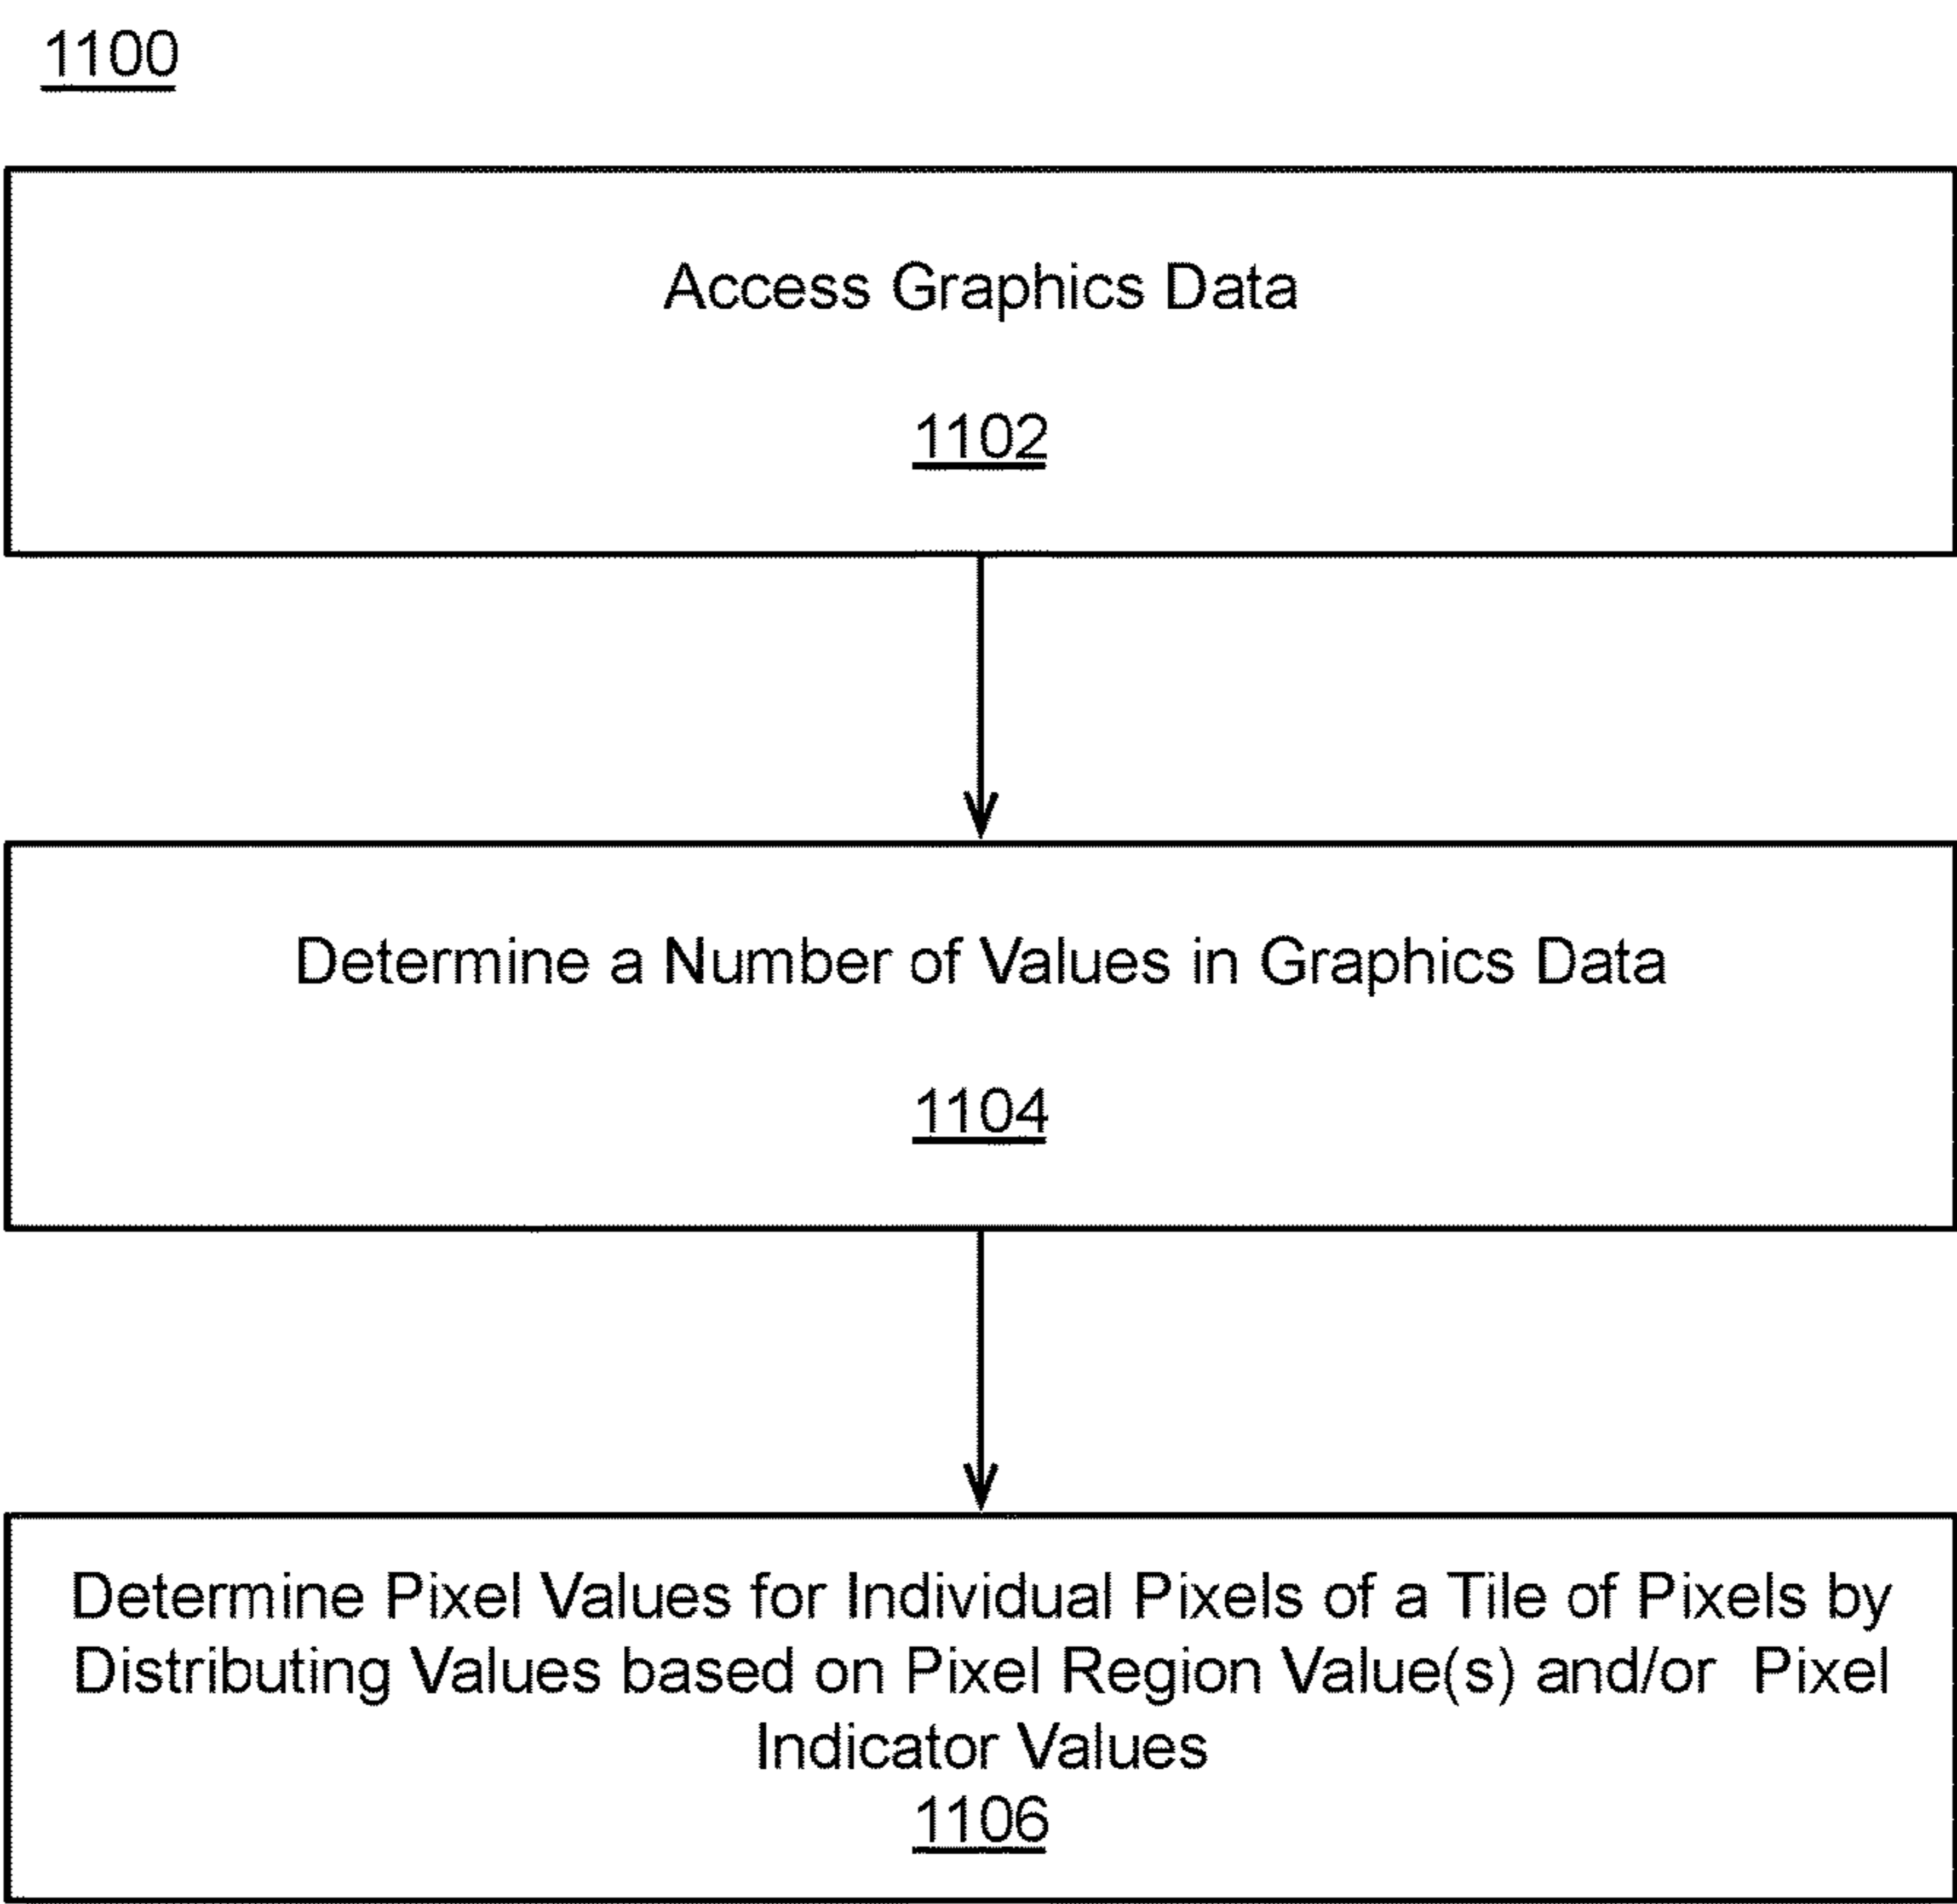 1100
Access Graphics Data
1102
Determine a Number of Values in Graphics Data
1104
Determine Pixel Values for Individual Pixels of a Tile of Pixels by
Distributing Values based on Pixel Region Value(s) and/or Pixel
Indicator Values
1106